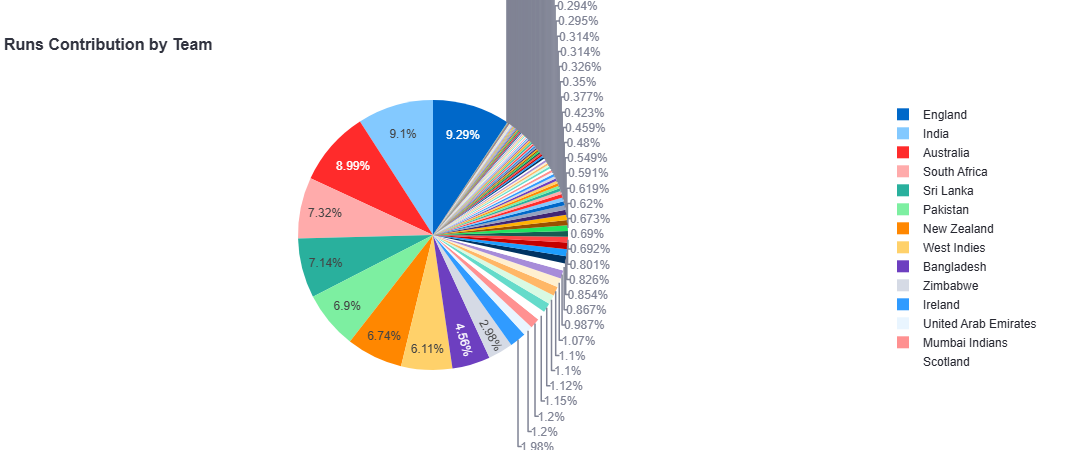 Runs Contribution by Team
9.1%
9.29%
8.99%
7.32%
7.14%
6.9%
6.74%
6.11%
4.56%
2.98%
0.294%
0.295%
0.314%
0.314%
0.326%
0.35%
0.377%
0.423%
0.459%
0.48%
0.549%
0.591%
0.619%
0.62%
0.673%
0.69%
0.692%
0.801%
0.826%
0.854%
0.867%
0.987%
1.07%
1.1%
1.1%
1.12%
1.15%
1.2%
1.2%
1.98%
England
India
Australia
South Africa
Sri Lanka
Pakistan
New Zealand
West Indies
Bangladesh
Zimbabwe
Ireland
United Arab Emirates
Mumbai Indians
Scotland